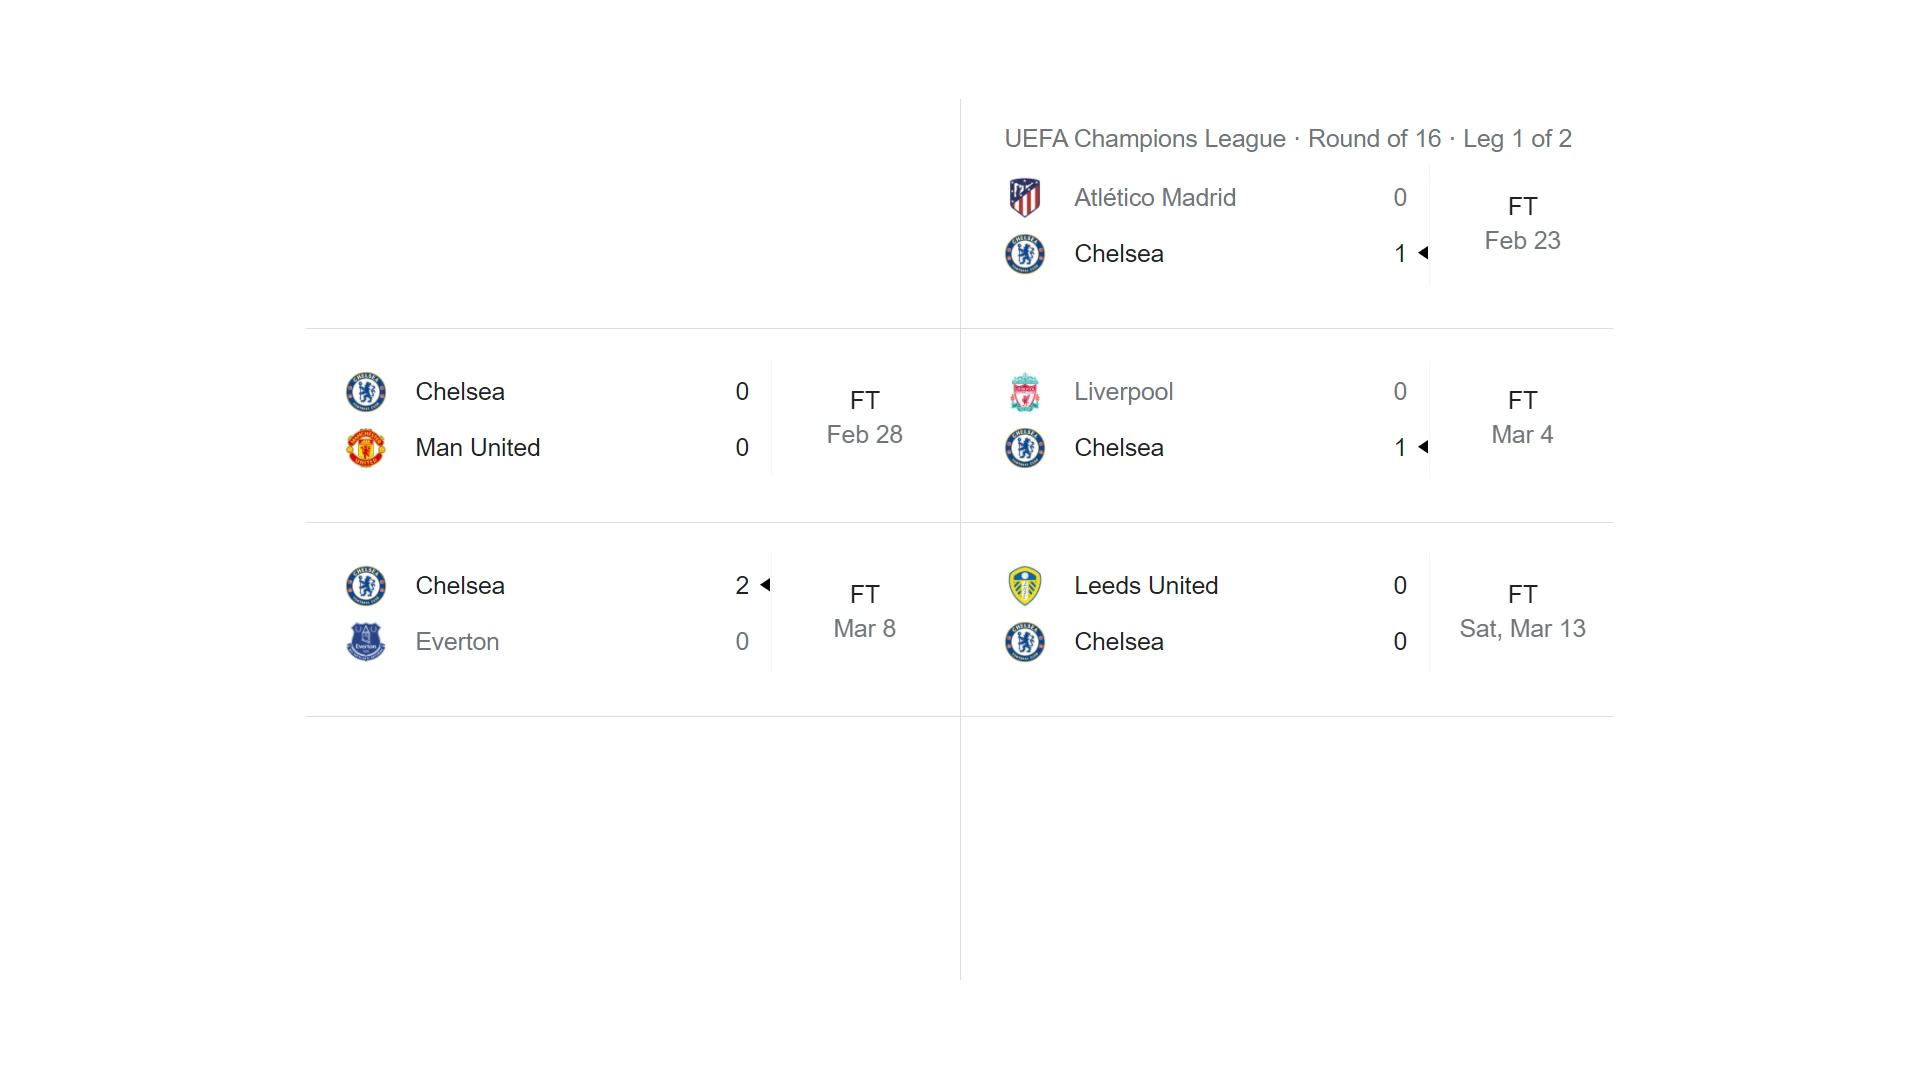 UEFA Champions League · Round of 16 · Leg 1 of 2
Atlético Madrid 0
Chelsea 1
FT
Feb 23
Chelsea 0
Man United 0
FT
Feb 28
Liverpool 0
Chelsea 1
FT
Mar 4
Chelsea 2
Everton 0
FT
Mar 8
Leeds United 0
Chelsea 0
FT
Sat, Mar 13